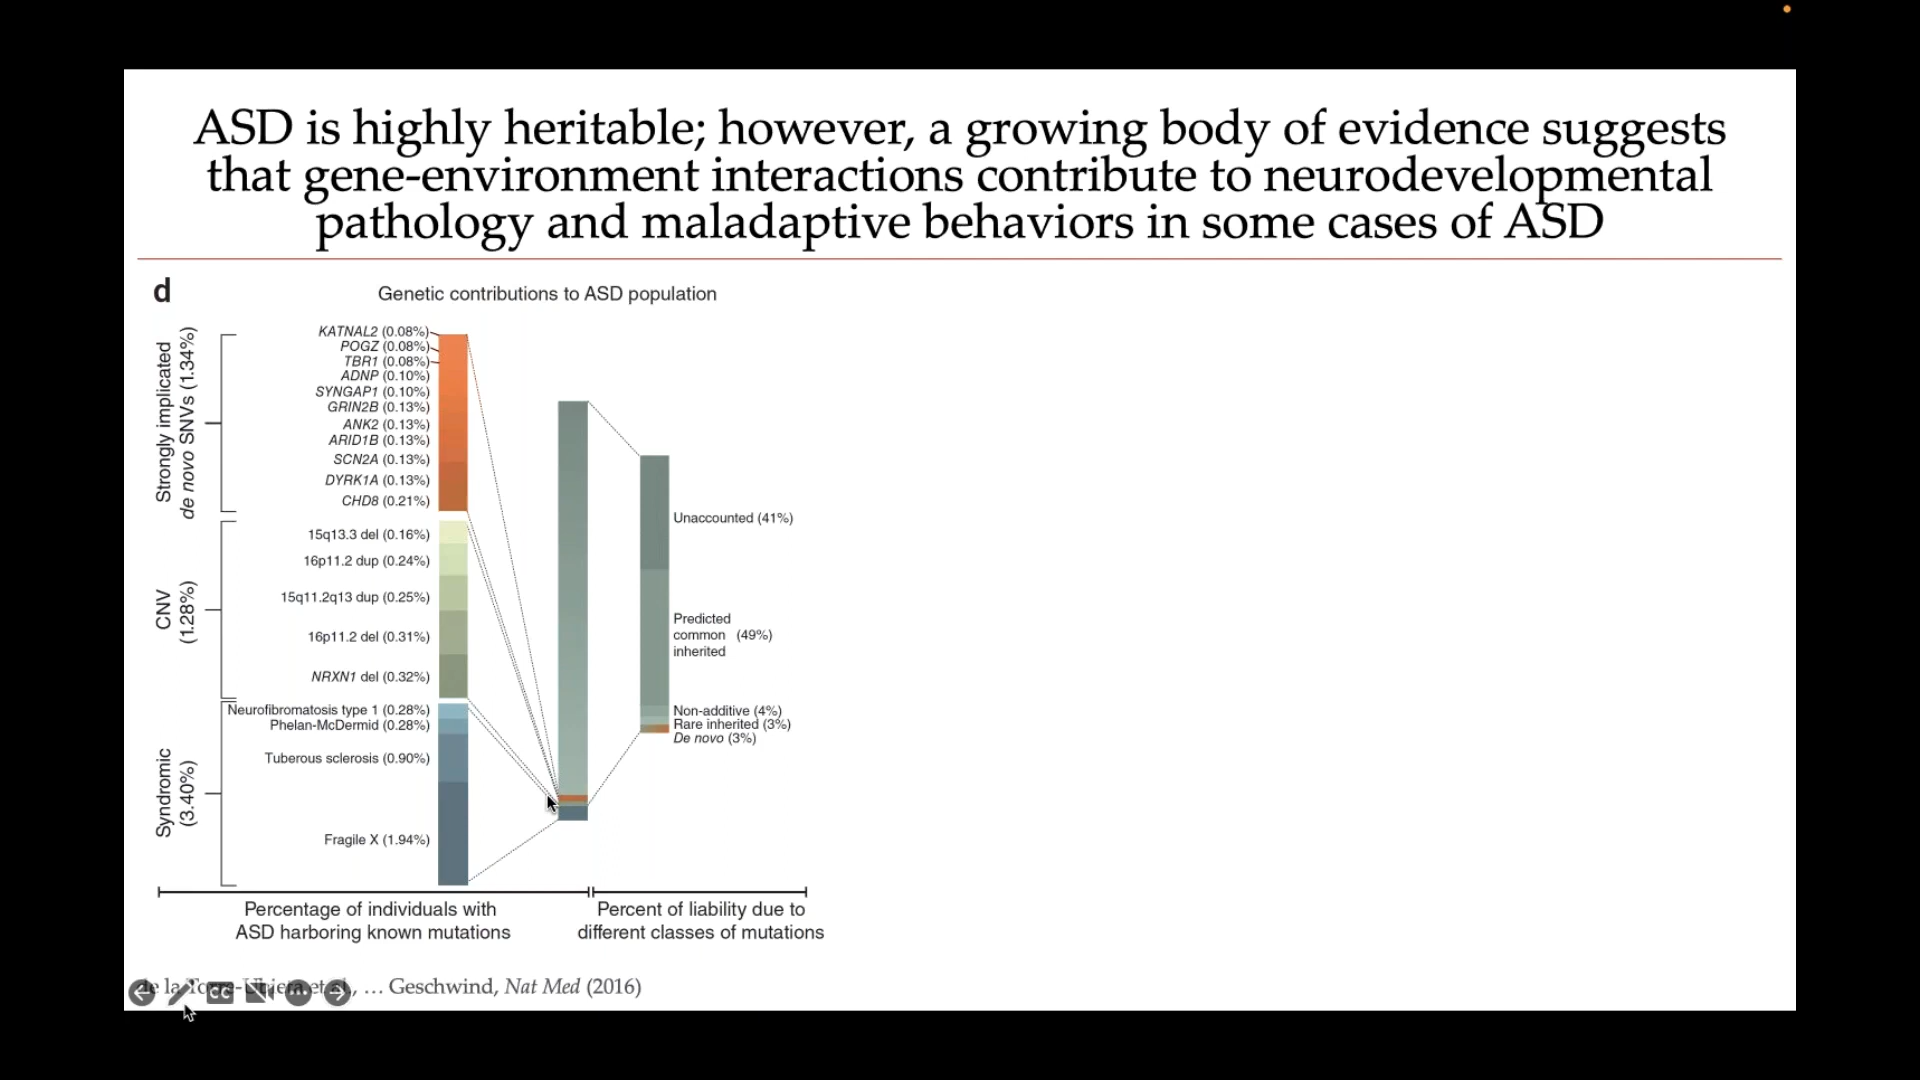 ASD is highly heritable; however, a growing body of evidence suggests
that gene-environment interactions contribute to neurodevelopmental
pathology and maladaptive behaviors in some cases of ASD
d
Genetic contributions to ASD population
Strongly implicated
de novo SNVs (1.34%)
KATNAL2 (0.08%)
POGZ (0.08%)
TBR1 (0.08%)
ADNP (0.10%)
SYNGAP1 (0.10%)
GRIN2B (0.13%)
ANK2 (0.13%)
ARID1B (0.13%)
SCN2A (0.13%)
DYRK1A (0.13%)
CHD8 (0.21%)
CNV
(1.28%)
15q13.3 del (0.16%)
16p11.2 dup (0.24%)
15q11.2q13 dup (0.25%)
16p11.2 del (0.31%)
NRXN1 del (0.32%)
Syndromic
(3.40%)
Neurofibromatosis type 1 (0.28%)
Phelan-McDermid (0.28%)
Tuberous sclerosis (0.90%)
Fragile X (1.94%)
Unaccounted (41%)
Predicted
common (49%)
inherited
Non-additive (4%)
Rare inherited (3%)
De novo (3%)
Percentage of individuals with
ASD harboring known mutations
Percent of liability due to
different classes of mutations
de la Torre-Ubieta et al., … Geschwind, Nat Med (2016)
CC